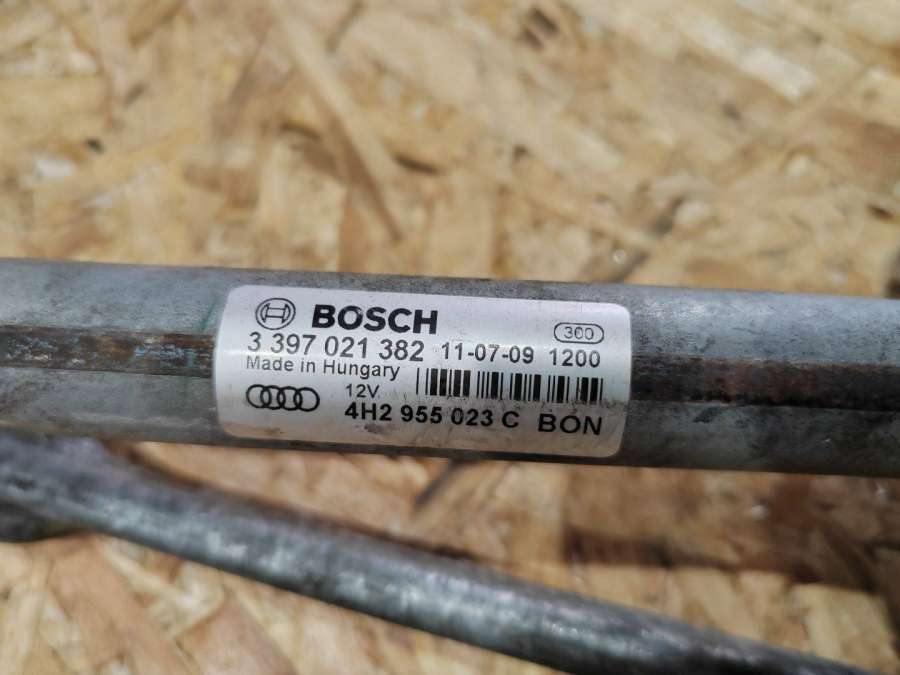 BOSCH
300
3 397 021 382 11-07-09 1200
Made in Hungary
12V
4H2 955 023 C BON